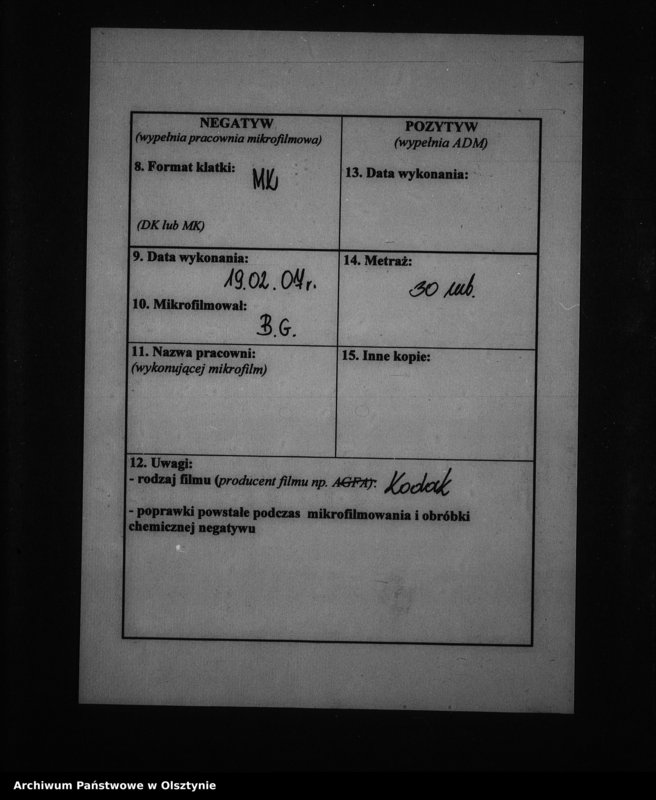 NEGATYW
(wypełnia pracownia mikrofilmowa)
8. Format klatki:
MK
(DK lub MK)
POZYTYW
(wypełnia ADM)
13. Data wykonania:
9. Data wykonania:
19.02.04r.
10. Mikrofilmował:
B.G.
14. Metraż:
30 mb.
11. Nazwa pracowni:
(wykonującej mikrofilm)
15. Inne kopie:
12. Uwagi:
- rodzaj filmu (producent filmu np. AGFA): Kodak
- poprawki powstałe podczas mikrofilmowania i obróbki
chemicznej negatywu
Archiwum Państwowe w Olsztynie